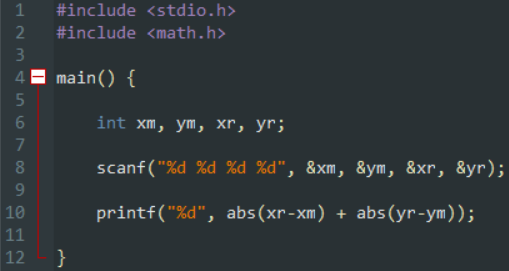 1 #include <stdio.h>
2 #include <math.h>
3
4 main() {
5
6 int xm, ym, xr, yr;
7
8 scanf("%d %d %d %d", &xm, &ym, &xr, &yr);
9
10 printf("%d", abs(xr-xm) + abs(yr-ym));
11
12 }